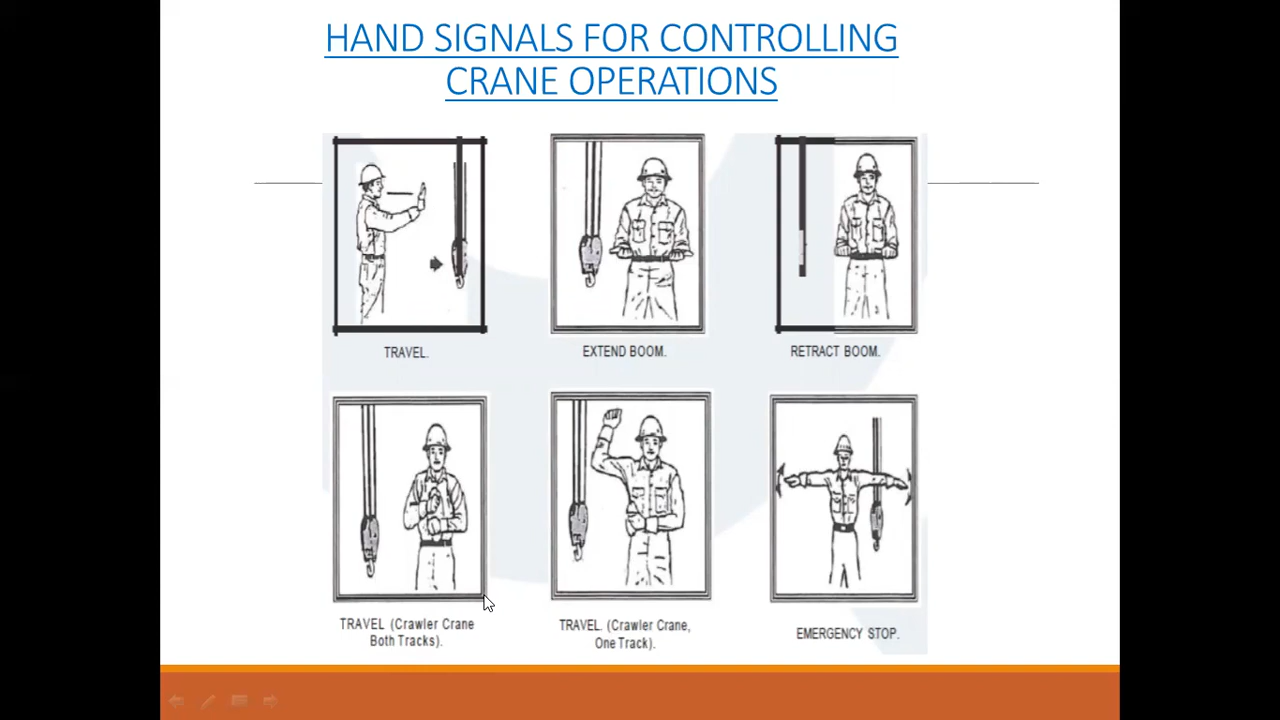 HAND SIGNALS FOR CONTROLLING
CRANE OPERATIONS
TRAVEL.
EXTEND BOOM.
RETRACT BOOM.
TRAVEL (Crawler Crane
Both Tracks).
TRAVEL. (Crawler Crane,
One Track).
EMERGENCY STOP.